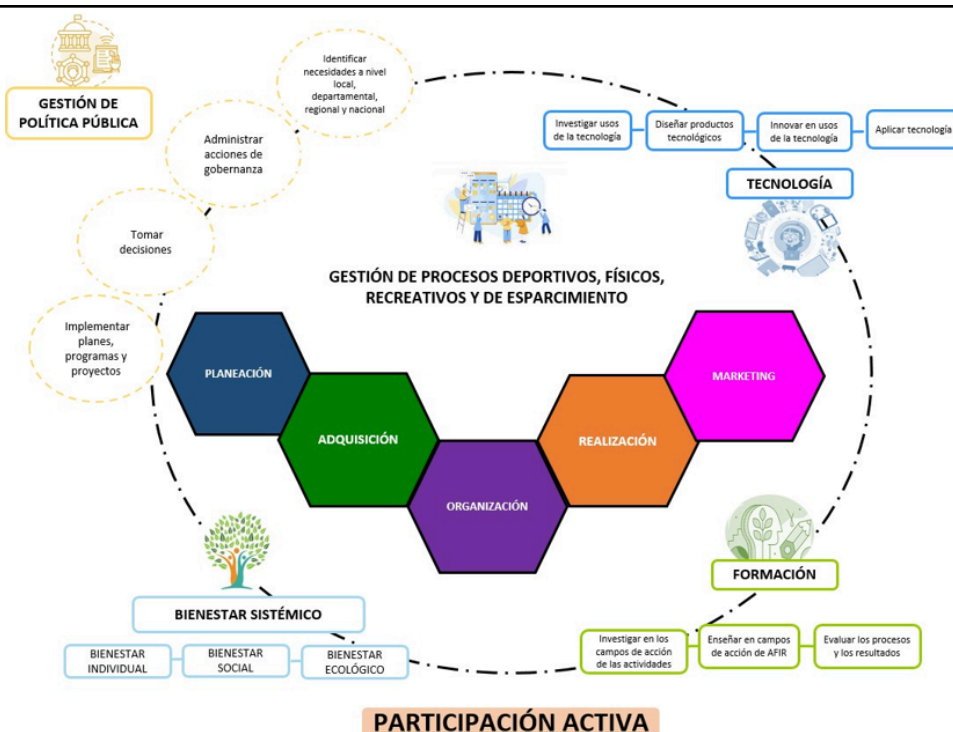 GESTIÓN DE
POLÍTICA PÚBLICA
Identificar
necesidades a nivel
local,
departamental,
regional y nacional
Administrar
acciones de
gobernanza
Tomar
decisiones
Implementar
planes,
programas y
proyectos
Investigar usos
de la tecnología
Diseñar productos
tecnológicos
Innovar en usos
de la tecnología
Aplicar tecnología
TECNOLOGÍA
GESTIÓN DE PROCESOS DEPORTIVOS, FÍSICOS,
RECREATIVOS Y DE ESPARCIMIENTO
PLANEACIÓN
ADQUISICIÓN
ORGANIZACIÓN
REALIZACIÓN
MARKETING
BIENESTAR SISTÉMICO
BIENESTAR
INDIVIDUAL
BIENESTAR
SOCIAL
BIENESTAR
ECOLÓGICO
FORMACIÓN
Investigar en los
campos de acción
de las actividades
Enseñar en campos
de acción de AFIR
Evaluar los procesos
y los resultados
PARTICIPACIÓN ACTIVA